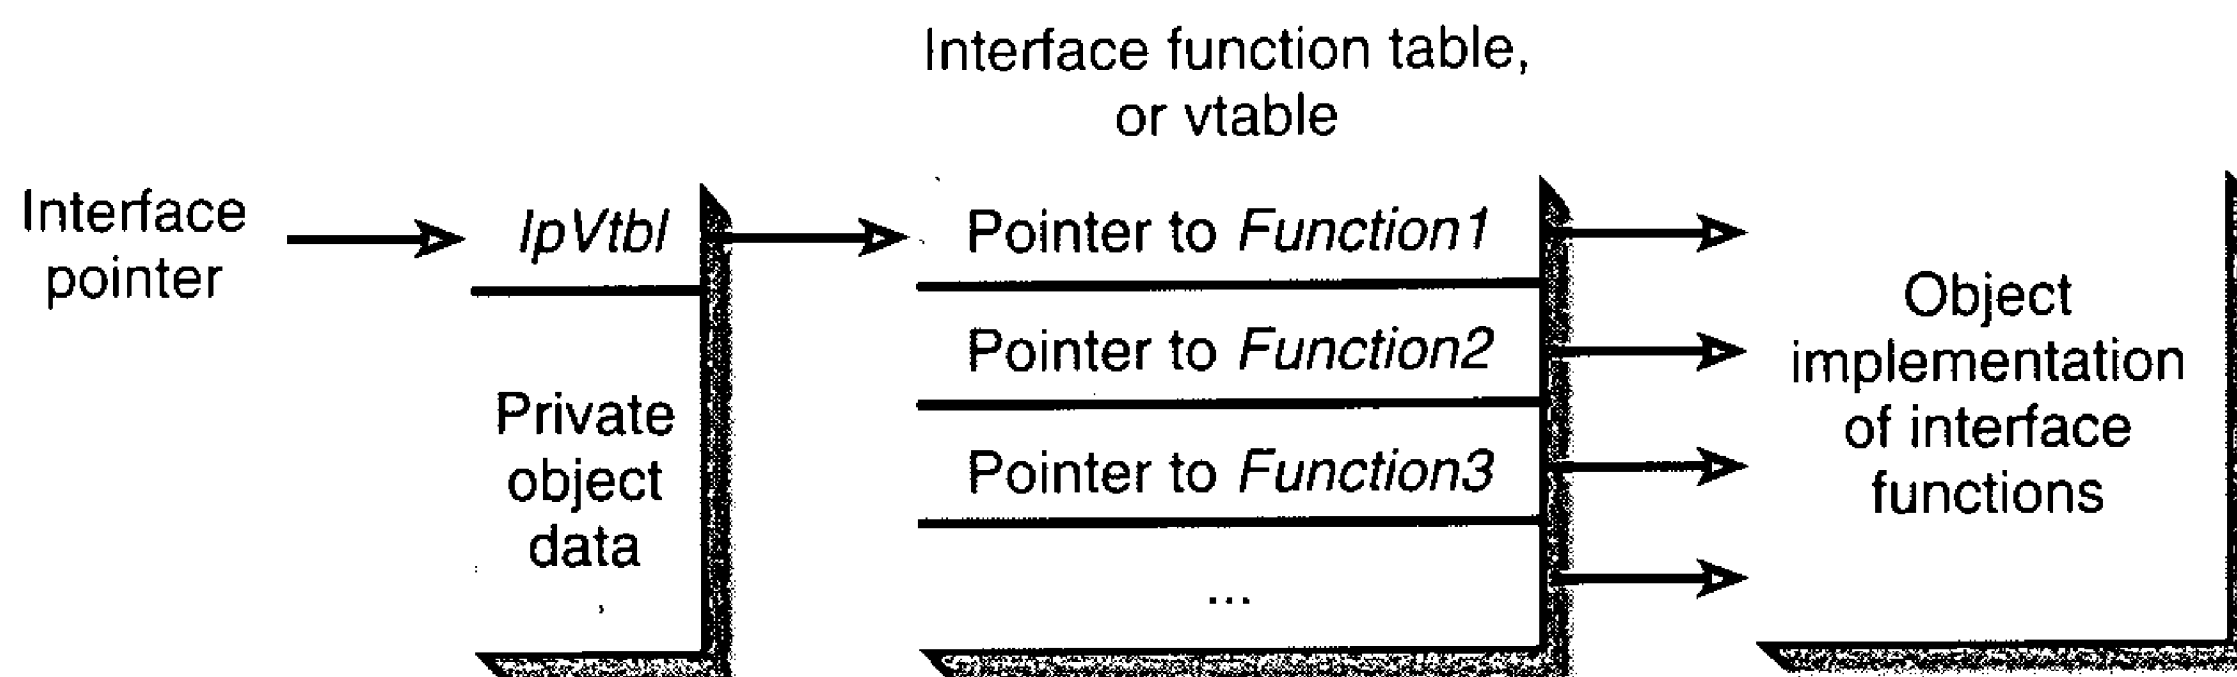 Interface function table,
or vtable
Interface
pointer
lpVtbl
Private
object
data
Pointer to Function1
Pointer to Function2
Pointer to Function3
...
Object
implementation
of interface
functions